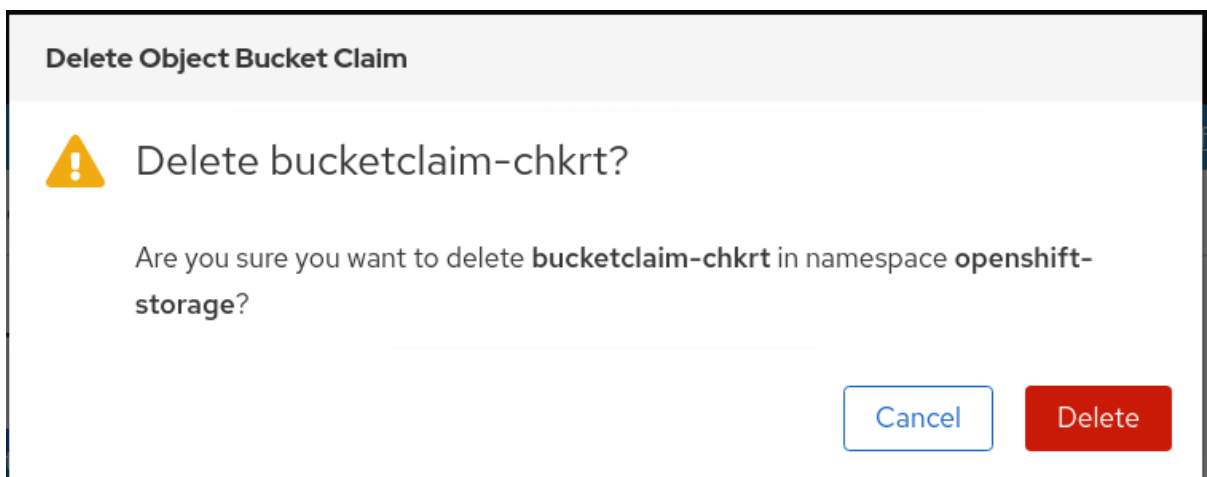 Delete Object Bucket Claim
Delete bucketclaim-chkrt?
Are you sure you want to delete bucketclaim-chkrt in namespace openshift-
storage?
Cancel
Delete